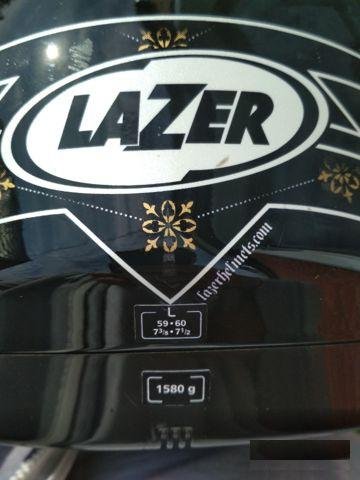 LAZER
lazerhelmets.com
L
59 • 60
7 3/8 • 7 1/2
1580 g